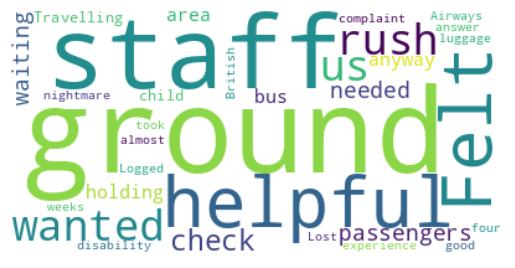 Travelling area complaint Airways
waiting staff rush answer
us anyway luggage
British Felt
nightmare child bus needed
ground
took
almost
Logged
holding helpful
weeks
wanted check Lost passengers four
disability experience good